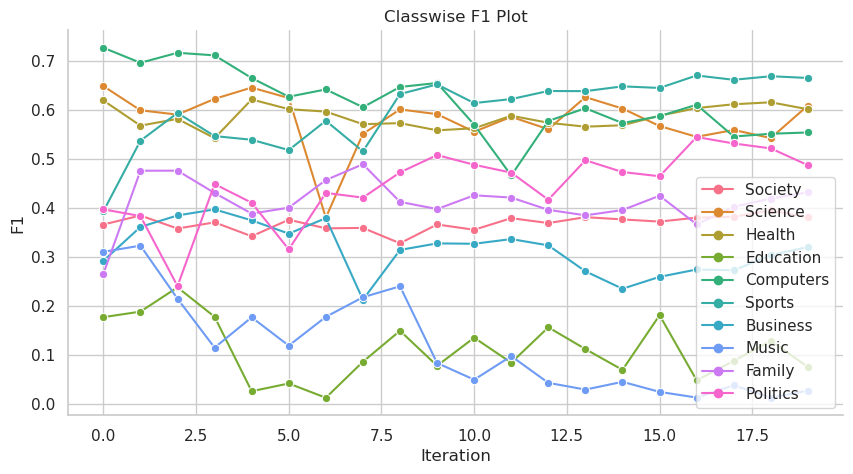 Classwise F1 Plot
F1
0.7
0.6
0.5
0.4
0.3
0.2
0.1
0.0
Society
Science
Health
Education
Computers
Sports
Business
Music
Family
Politics
0.0 2.5 5.0 7.5 10.0 12.5 15.0 17.5
Iteration